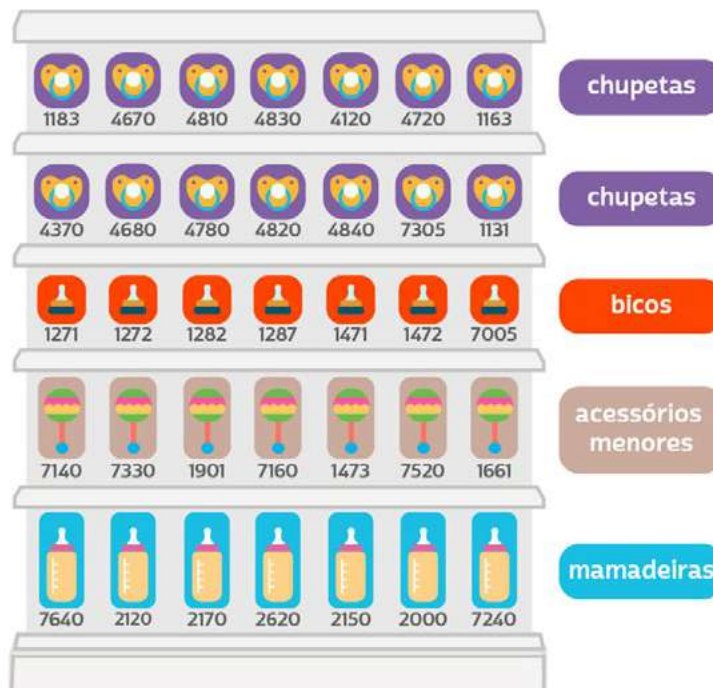 1183 4670 4810 4830 4120 4720 1163
chupetas
4370 4680 4780 4820 4840 7305 1131
chupetas
1271 1272 1282 1287 1471 1472 7005
bicos
7140 7330 1901 7160 1473 7520 1661
acessórios
menores
7640 2120 2170 2620 2150 2000 7240
mamadeiras